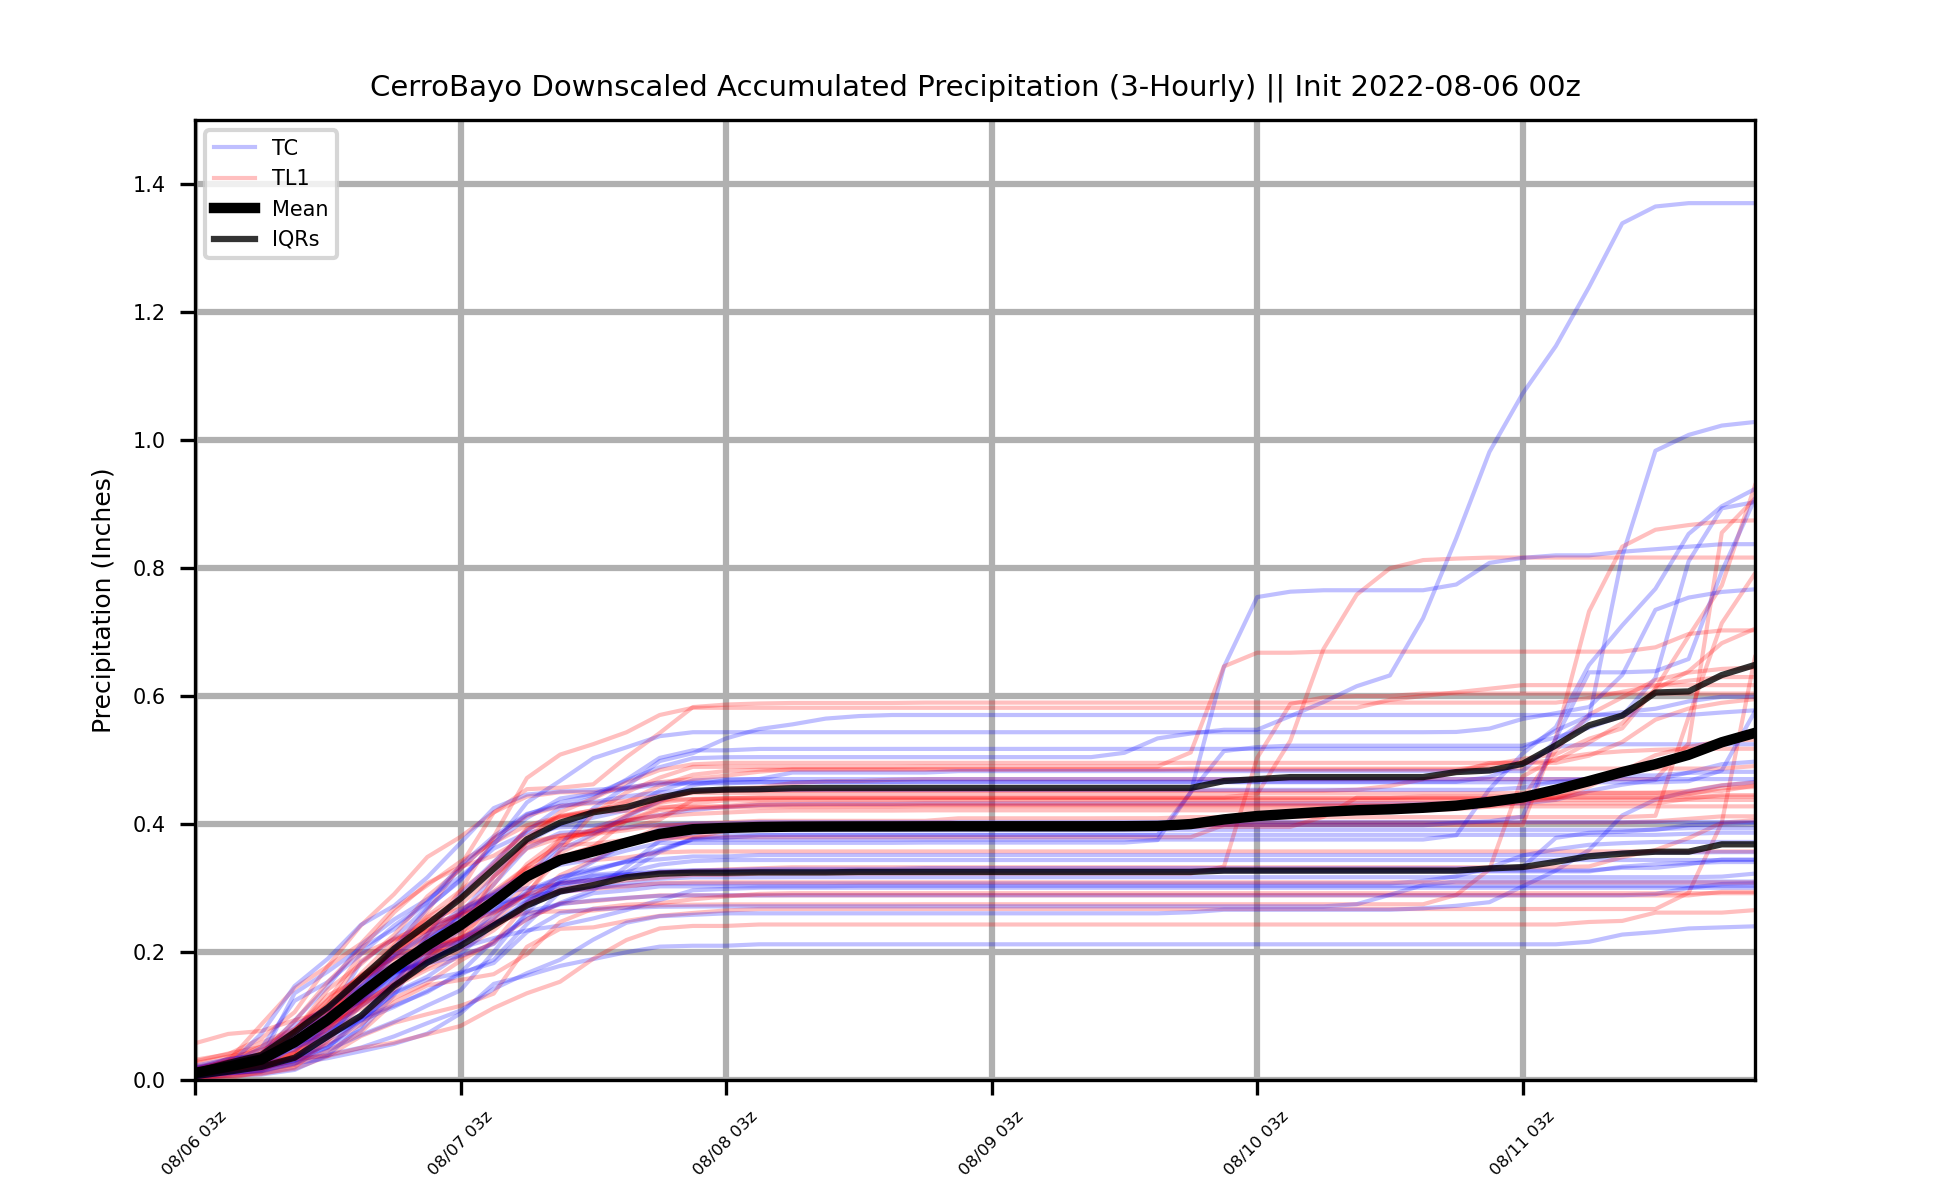 CerroBayo Downscaled Accumulated Precipitation (3-Hourly) || Init 2022-08-06 00z
TC
TL1
Mean
IQRs
Precipitation (Inches)
1.4
1.2
1.0
0.8
0.6
0.4
0.2
0.0
08/06 03z
08/07 03z
08/08 03z
08/09 03z
08/10 03z
08/11 03z